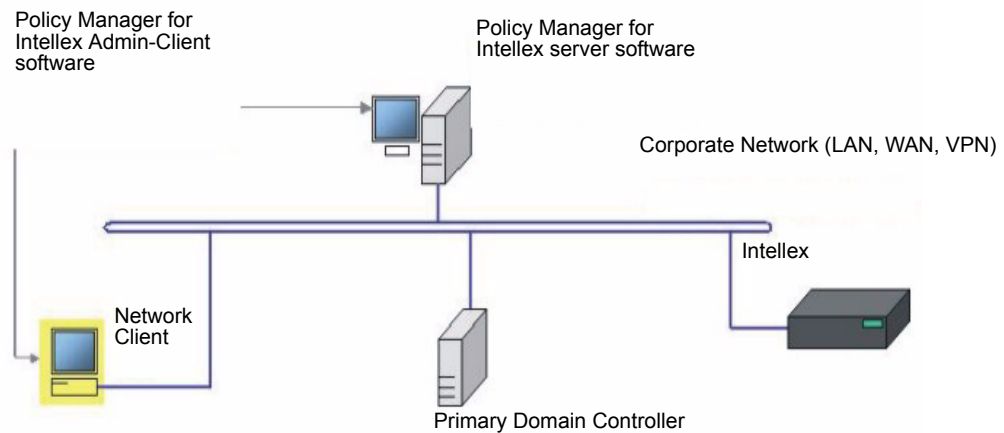 Policy Manager for
Intellex Admin-Client
software
Policy Manager for
Intellex server software
Corporate Network (LAN, WAN, VPN)
Intellex
Network
Client
Primary Domain Controller